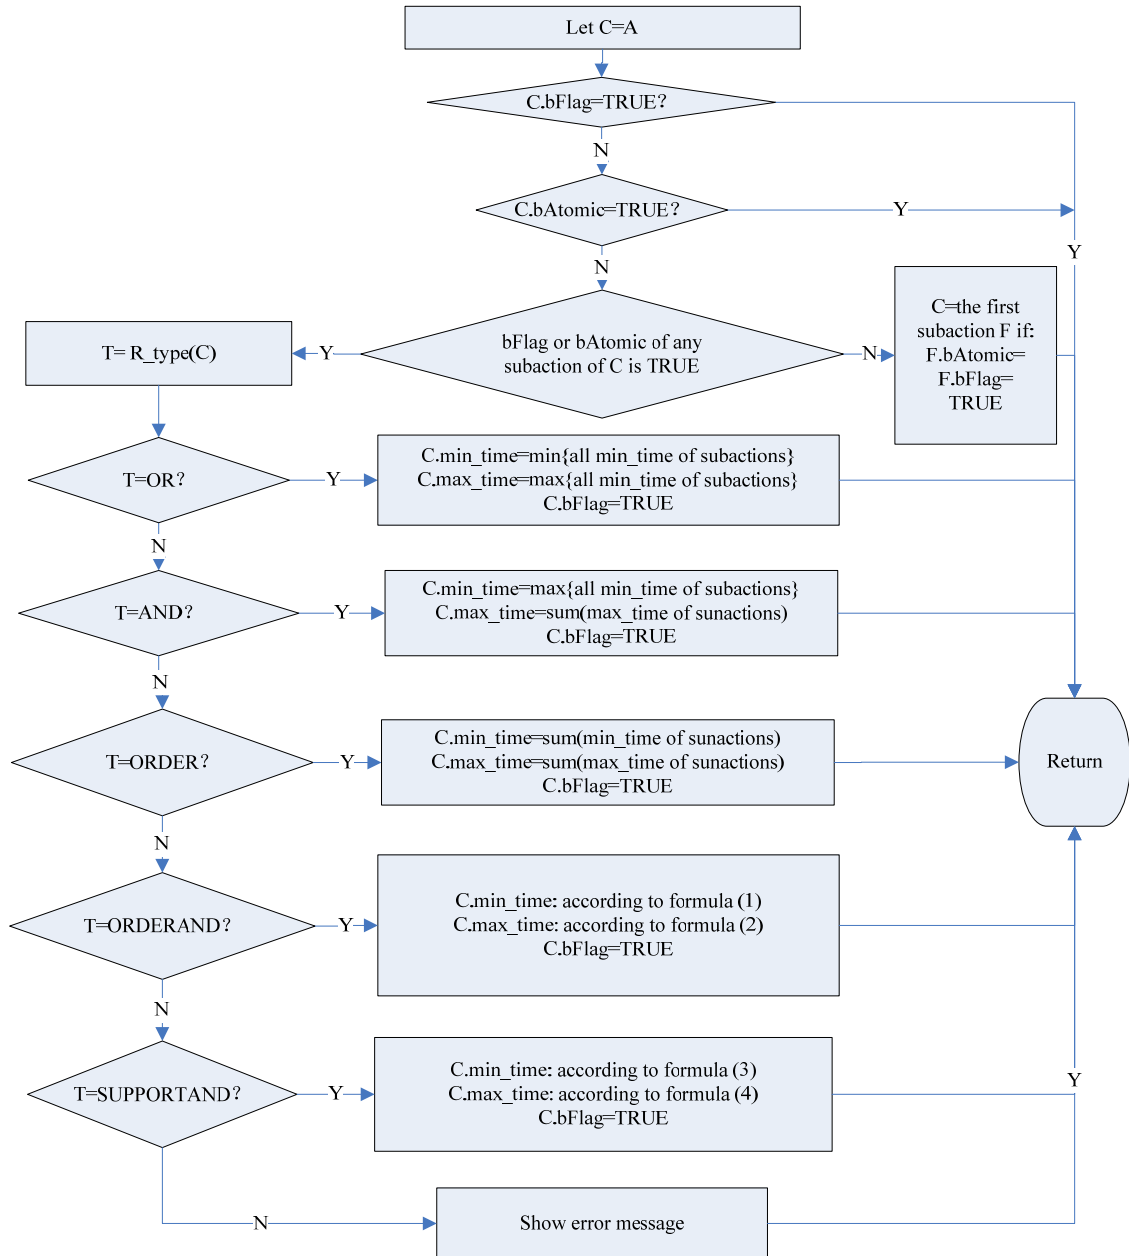 Let C=A
C.bFlag=TRUE?
N
C.bAtomic=TRUE?
Y
N
Y
T= R_type(C)
Y
bFlag or bAtomic of any
subaction of C is TRUE
N
C=the first
subaction F if:
F.bAtomic=
F.bFlag=
TRUE
T=OR?
Y
C.min_time=min{all min_time of subactions}
C.max_time=max{all min_time of subactions}
C.bFlag=TRUE
N
T=AND?
Y
C.min_time=max{all min_time of subactions}
C.max_time=sum(max_time of sunactions)
C.bFlag=TRUE
N
T=ORDER?
Y
C.min_time=sum(min_time of sunactions)
C.max_time=sum(max_time of sunactions)
C.bFlag=TRUE
Return
N
T=ORDERAND?
Y
C.min_time: according to formula (1)
C.max_time: according to formula (2)
C.bFlag=TRUE
N
T=SUPPORTAND?
Y
C.min_time: according to formula (3)
C.max_time: according to formula (4)
C.bFlag=TRUE
Y
N
Show error message